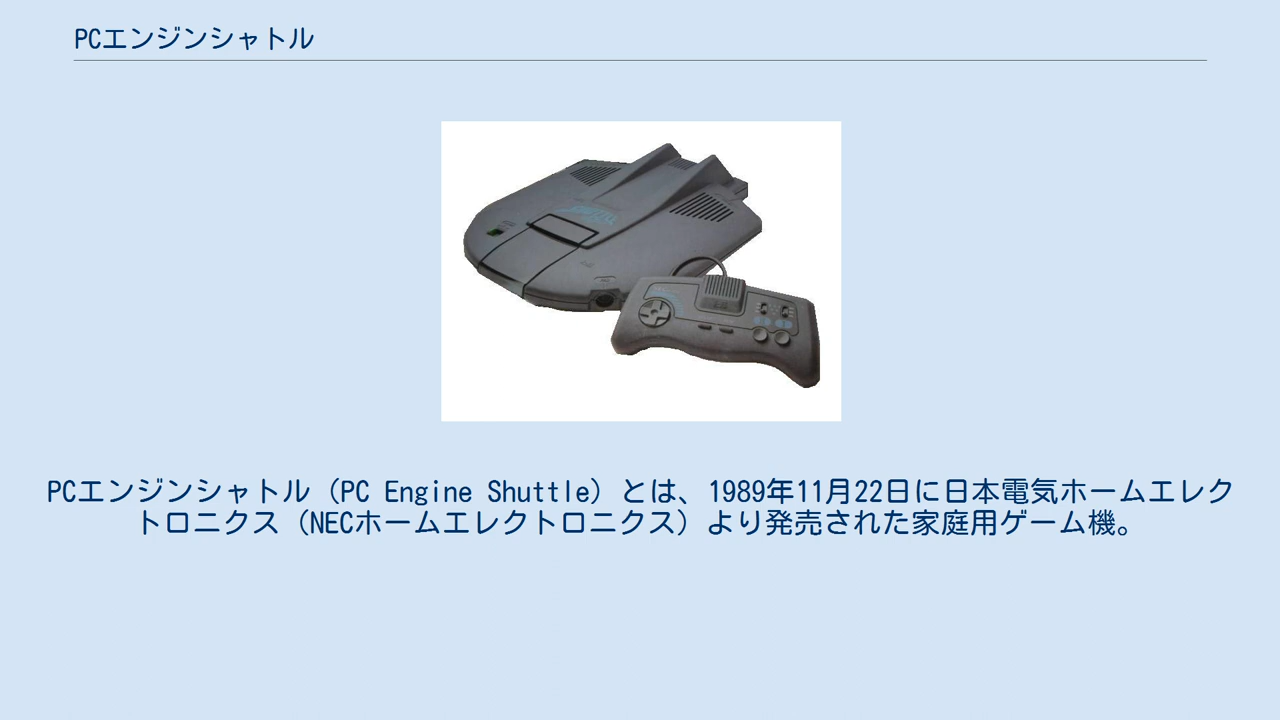 PCエンジンシャトル
PCエンジンシャトル（PC Engine Shuttle）とは、1989年11月22日に日本電気ホームエレク
トロニクス（NECホームエレクトロニクス）より発売された家庭用ゲーム機。